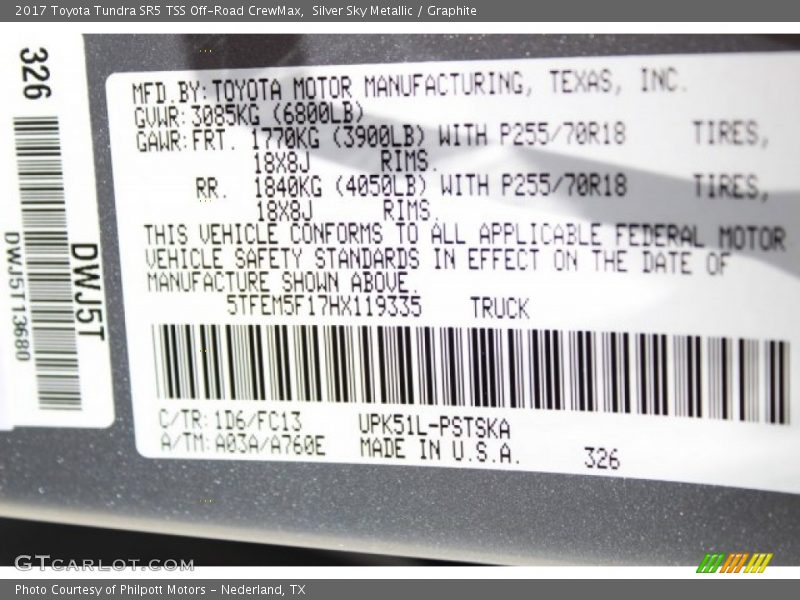 2017 Toyota Tundra SR5 TSS Off-Road CrewMax,  Silver Sky Metallic / Graphite
326
DWJ5T
DWJ5T13680
MFD.BY:TOYOTA MOTOR MANUFACTURING, TEXAS, INC.
GVWR:3085KG (6800LB)
GAWR:FRT. 1770KG (3900LB) WITH P255/70R18 TIRES,
18X8J RIMS.
RR. 1840KG (4050LB) WITH P255/70R18 TIRES,
18X8J RIMS.
THIS VEHICLE CONFORMS TO ALL APPLICABLE FEDERAL MOTOR
VEHICLE SAFETY STANDARDS IN EFFECT ON THE DATE OF
MANUFACTURE SHOWN ABOVE.
5TFEM5F17HX119335 TRUCK
C/TR:1D6/FC13 UPK51L-PSTSKA
A/TM:A03A/A760E MADE IN U.S.A. 326
GTCARLOT.COM
Photo Courtesy of Philpott Motors - Nederland, TX